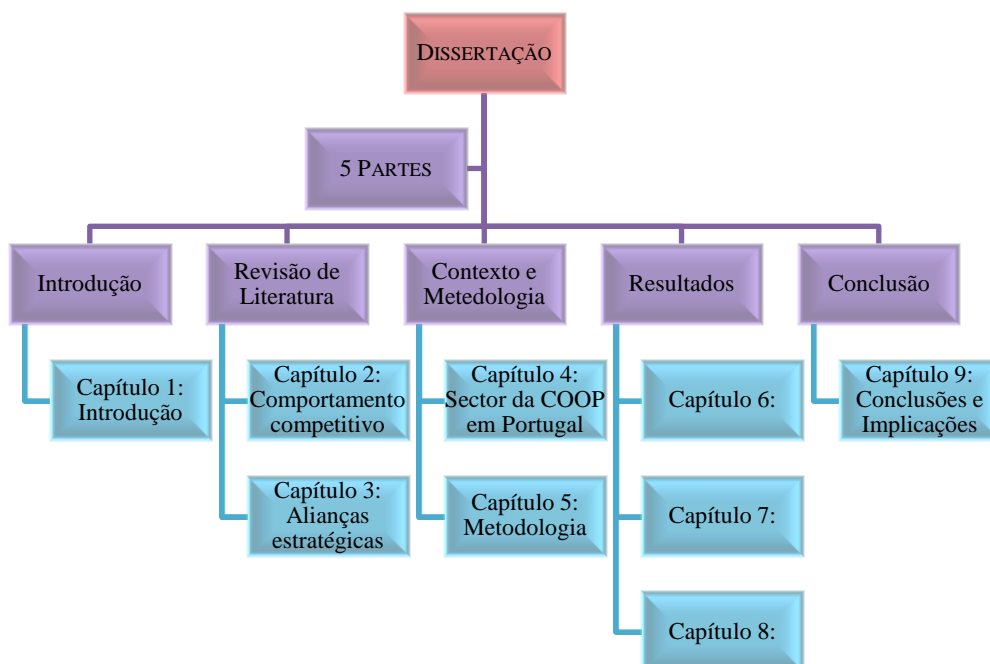 DISSERTAÇÃO
5 PARTES
Introdução
Revisão de
Literatura
Contexto e
Metedologia
Resultados
Conclusão
Capítulo 1:
Introdução
Capítulo 2:
Comportamento
competitivo
Capítulo 3:
Alianças
estratégicas
Capítulo 4:
Sector da COOP
em Portugal
Capítulo 5:
Metodologia
Capítulo 6:
Capítulo 7:
Capítulo 8:
Capítulo 9:
Conclusões e
Implicações